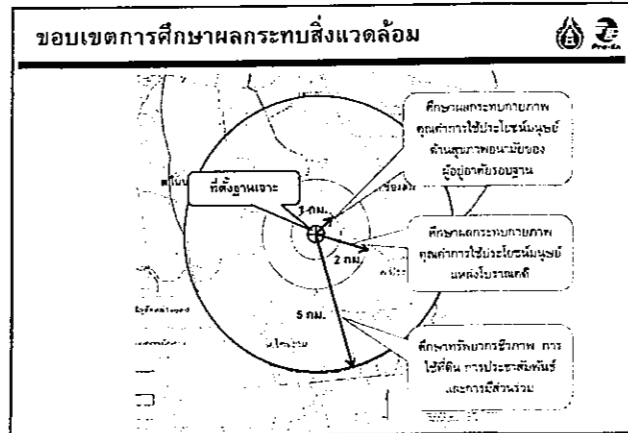 ขอบเขตการศึกษาผลกระทบสิ่งแวดล้อม
Pro-En
ศึกษาผลกระทบกายภาพ
คุณค่าการใช้ประโยชน์มนุษย์
ด้านสุขภาพอนามัยของ
ผู้อยู่อาศัยรอบฐาน
ที่ตั้งฐานเจาะ
1 กม.
ศึกษาผลกระทบกายภาพ
คุณค่าการใช้ประโยชน์มนุษย์
แหล่งโบราณคดี
2 กม.
5 กม.
ศึกษาทรัพยากรชีวภาพ การ
ใช้ที่ดิน การประชาสัมพันธ์
และการมีส่วนร่วม